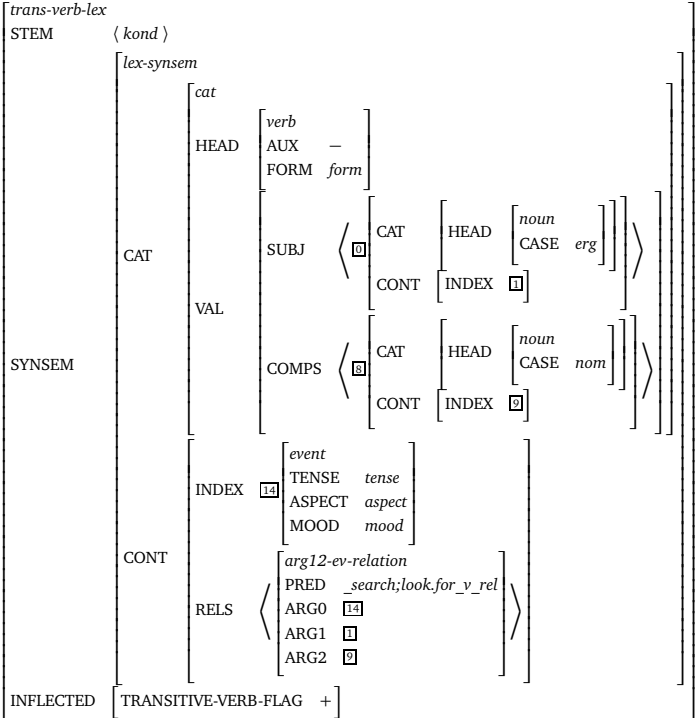 trans-verb-lex
STEM ⟨ kond ⟩
lex-synsem
cat
verb
HEAD AUX −
FORM form
noun
CAT HEAD
CASE erg
SUBJ ⟨ 0 ⟩
CAT
CONT INDEX 1
VAL
noun
CAT HEAD
CASE nom
SYNSEM
COMPS ⟨ 8 ⟩
CONT INDEX 9
event
TENSE tense
INDEX 14
ASPECT aspect
MOOD mood
CONT
arg12-ev-relation
PRED _search;look.for_v_rel
RELS ⟨ ARG0 14 ⟩
ARG1 1
ARG2 9
INFLECTED TRANSITIVE-VERB-FLAG +